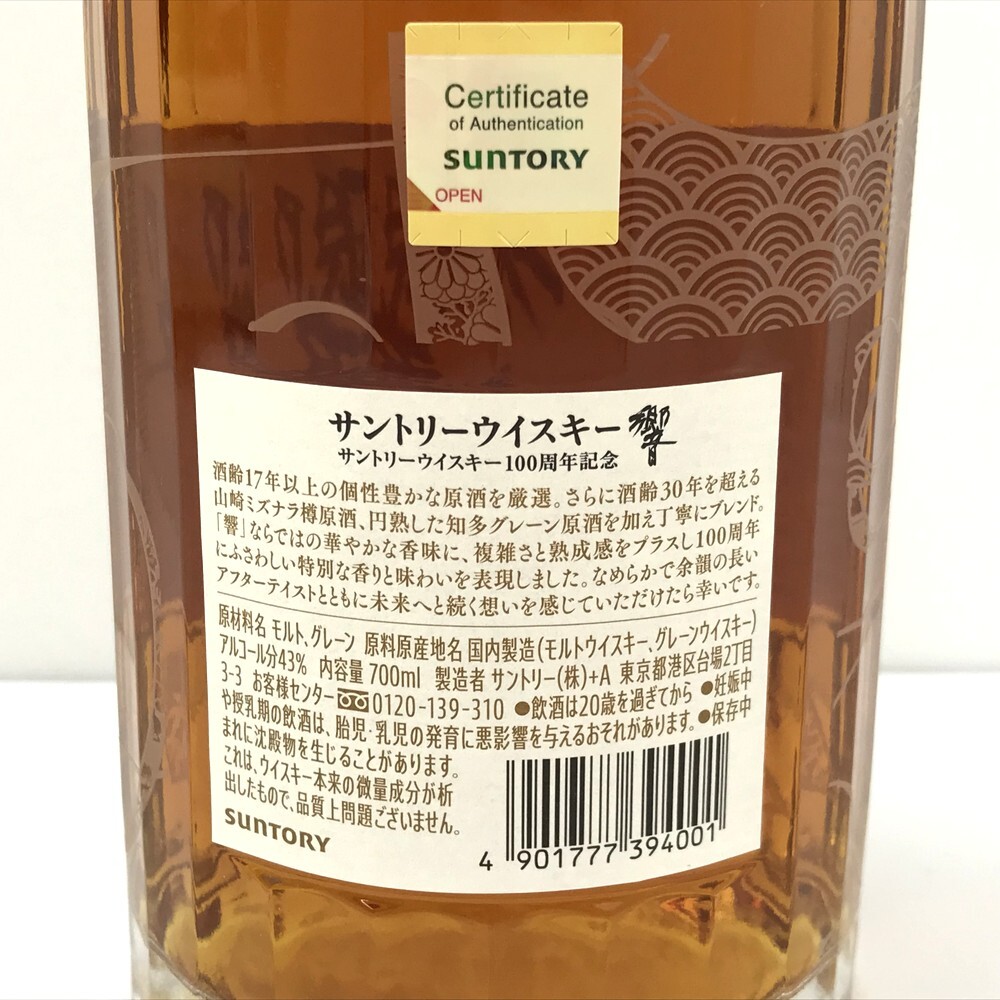 Certificate
of Authentication
SUNTORY
OPEN
サントリーウイスキー 響
サントリーウイスキー100周年記念
酒齢17年以上の個性豊かな原酒を厳選。さらに酒齢30年を超える
山崎ミズナラ樽原酒、円熟した知多グレーン原酒を加え丁寧にブレンド。
「響」ならではの華やかな香味に、複雑さと熟成感をプラスし100周年
にふさわしい特別な香りと味わいを表現しました。なめらかで余韻の長い
アフターテイストとともに未来へと続く想いを感じていただけたら幸いです。
原材料名 モルト、グレーン 原料原産地名 国内製造(モルトウイスキー、グレーンウイスキー)
アルコール分43% 内容量 700ml 製造者 サントリー(株)+A 東京都港区台場2丁目
3-3 お客様センター 0120-139-310 ●飲酒は20歳を過ぎてから ●妊娠中
や授乳期の飲酒は、胎児・乳児の発育に悪影響を与えるおそれがあります。 ●保存中
まれに沈殿物を生じることがあります。
これは、ウイスキー本来の微量成分が析
出したもので、品質上問題ございません。
SUNTORY
4 901777 394001